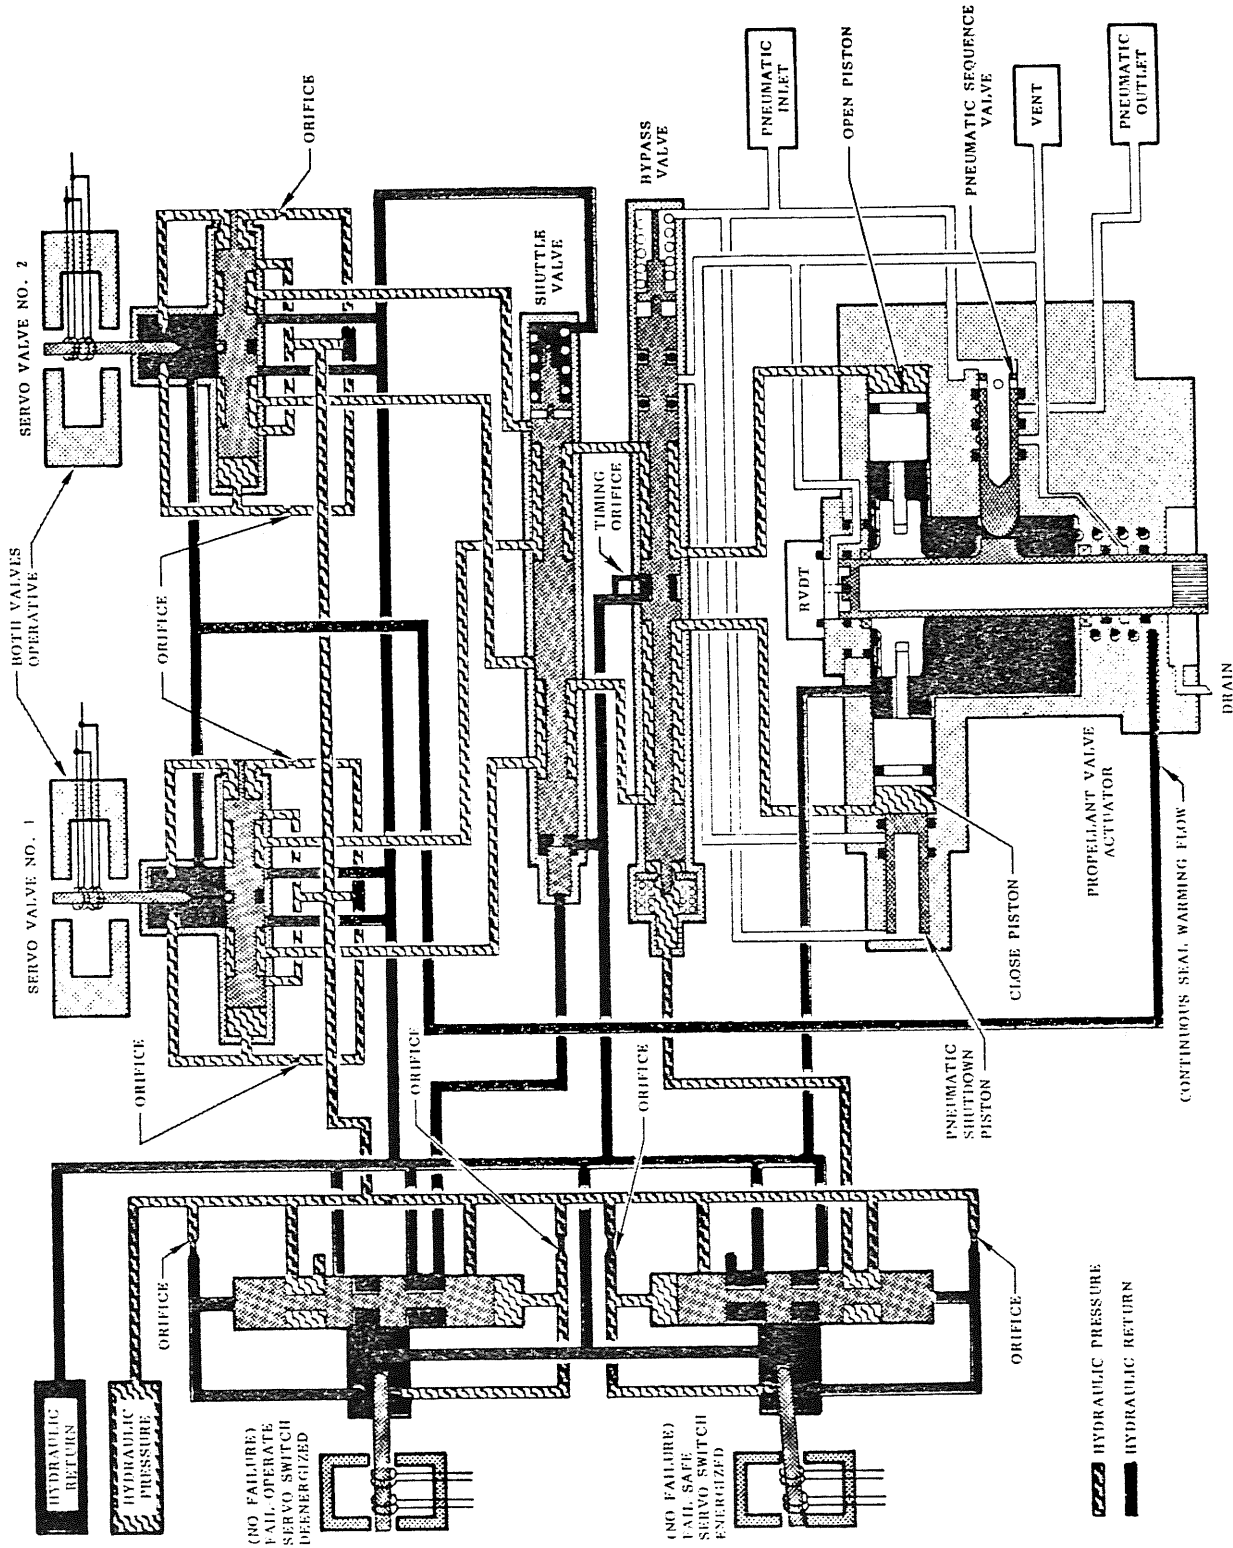 HYDRAULIC
RETURN
HYDRAULIC
PRESSURE
(NO FAILURE)
FAIL OPERATE
SERVO SWITCH
DEENERGIZED
(NO FAILURE)
FAIL SAFE
SERVO SWITCH
ENERGIZED
HYDRAULIC PRESSURE
HYDRAULIC RETURN
ORIFICE
ORIFICE
ORIFICE
ORIFICE
ORIFICE
SERVO VALVE NO. 1
BOTH VALVES
OPERATIVE
SERVO VALVE NO. 2
ORIFICE
ORIFICE
SHUTTLE
VALVE
TIMING
ORIFICE
BYPASS
VALVE
PNEUMATIC
INLET
OPEN PISTON
PNEUMATIC SEQUENCE
VALVE
VENT
PNEUMATIC
OUTLET
RVDT
PNEUMATIC
SHUTDOWN
PISTON
CLOSE PISTON
PROPELLANT VALVE
ACTUATOR
CONTINUOUS SEAL WARMING FLOW
DRAIN